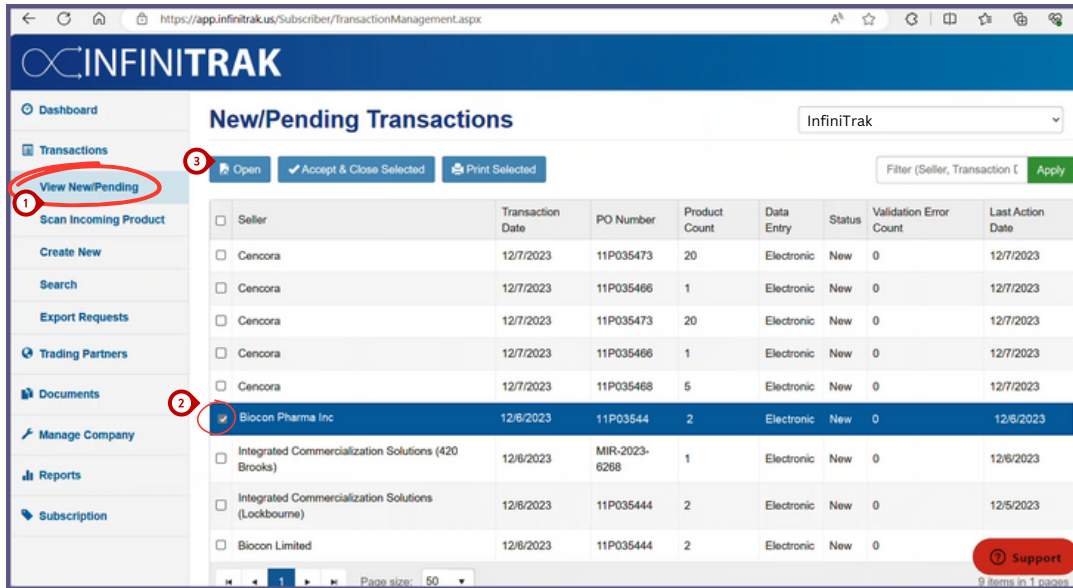 https://app.infinitrak.us/Subscriber/TransactionManagement.aspx
INFINITRAK
Dashboard
Transactions
View New/Pending
1
Scan Incoming Product
Create New
Search
Export Requests
Trading Partners
Documents
Manage Company
Reports
Subscription
New/Pending Transactions
InfiniTrak
3
Open Accept & Close Selected Print Selected
Filter (Seller, Transaction D Apply
Seller Transaction Date PO Number Product Count Data Entry Status Validation Error Count Last Action Date
Cencora 12/7/2023 11P035473 20 Electronic New 0 12/7/2023
Cencora 12/7/2023 11P035466 1 Electronic New 0 12/7/2023
Cencora 12/7/2023 11P035473 20 Electronic New 0 12/7/2023
Cencora 12/7/2023 11P035466 1 Electronic New 0 12/7/2023
Cencora 12/7/2023 11P035468 5 Electronic New 0 12/7/2023
2
Biocon Pharma Inc 12/6/2023 11P03544 2 Electronic New 0 12/6/2023
Integrated Commercialization Solutions (420 Brooks) 12/6/2023 MIR-2023-6268 1 Electronic New 0 12/6/2023
Integrated Commercialization Solutions (Lockbourne) 12/6/2023 11P035444 2 Electronic New 0 12/5/2023
Biocon Limited 12/6/2023 11P035444 2 Electronic New 0
Support
1 Page size: 50 9 items in 1 pages